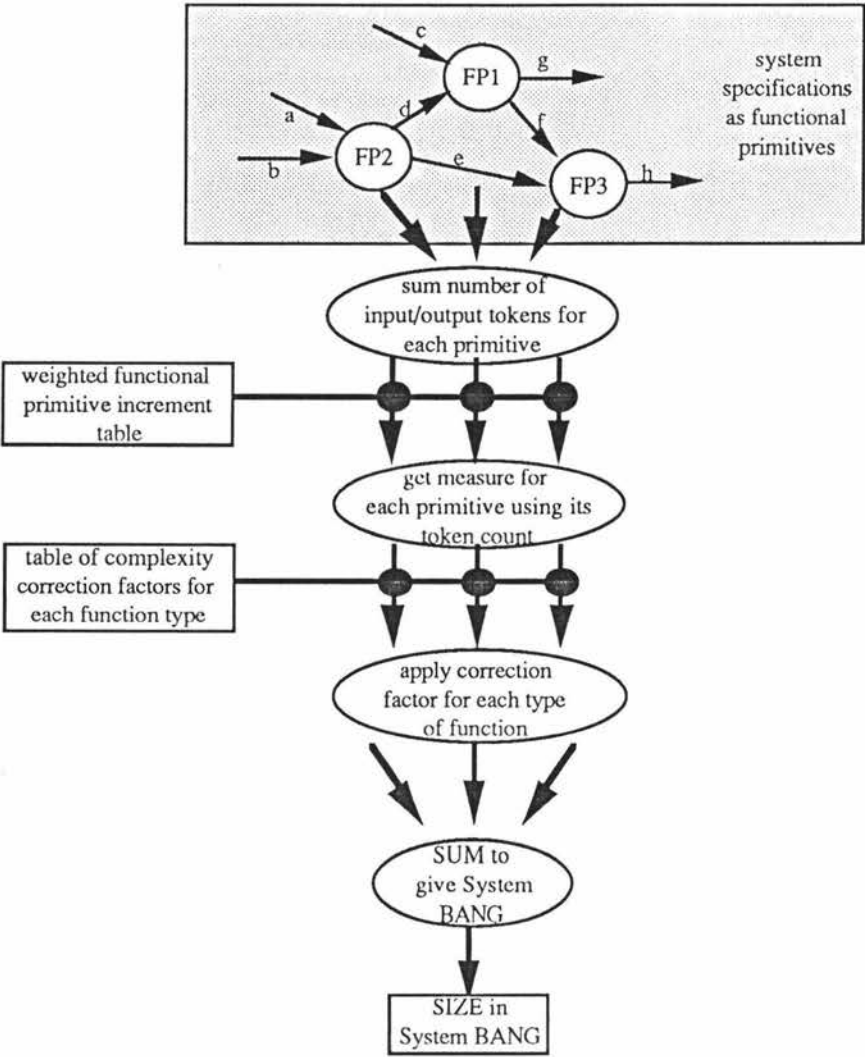 c
FP1
g
system
specifications
as functional
primitives
a
d
f
FP2
b
e
FP3
h
sum number of
input/output tokens for
each primitive
weighted functional
primitive increment
table
get measure for
each primitive using its
token count
table of complexity
correction factors for
each function type
apply correction
factor for each type
of function
SUM to
give System
BANG
SIZE in
System BANG